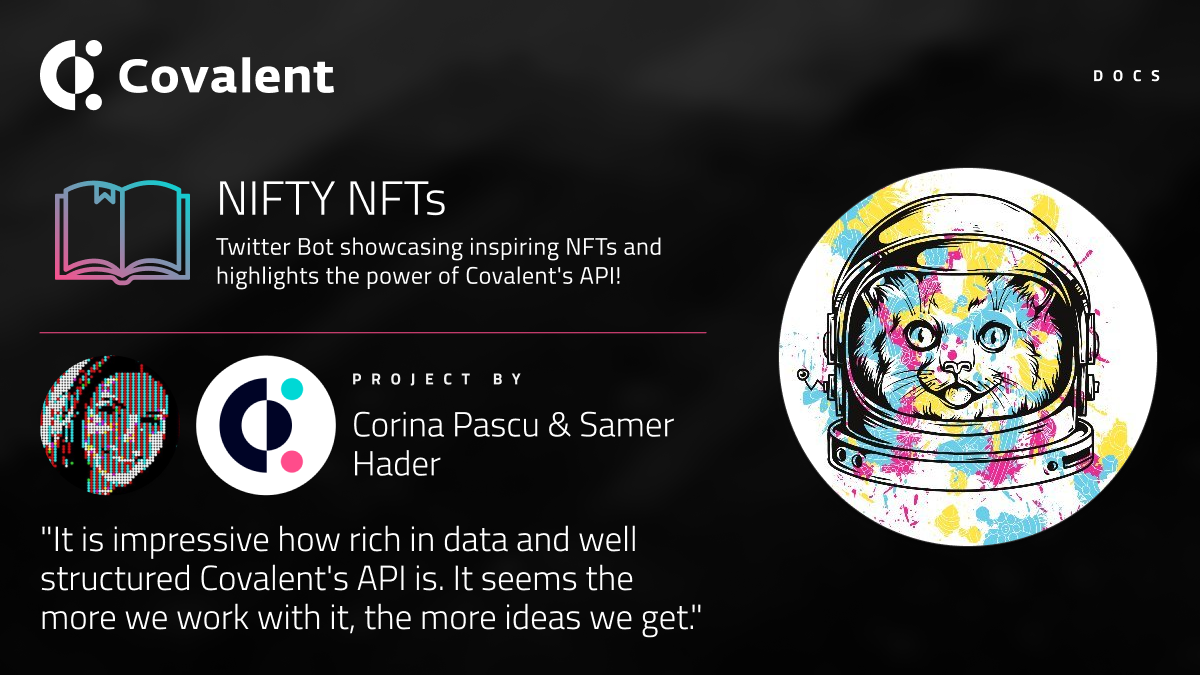 Covalent
DOCS
NIFTY NFTs
Twitter Bot showcasing inspiring NFTs and
highlights the power of Covalent's API!
PROJECT BY
Corina Pascu & Samer
Hader
"It is impressive how rich in data and well
structured Covalent's API is. It seems the
more we work with it, the more ideas we get."